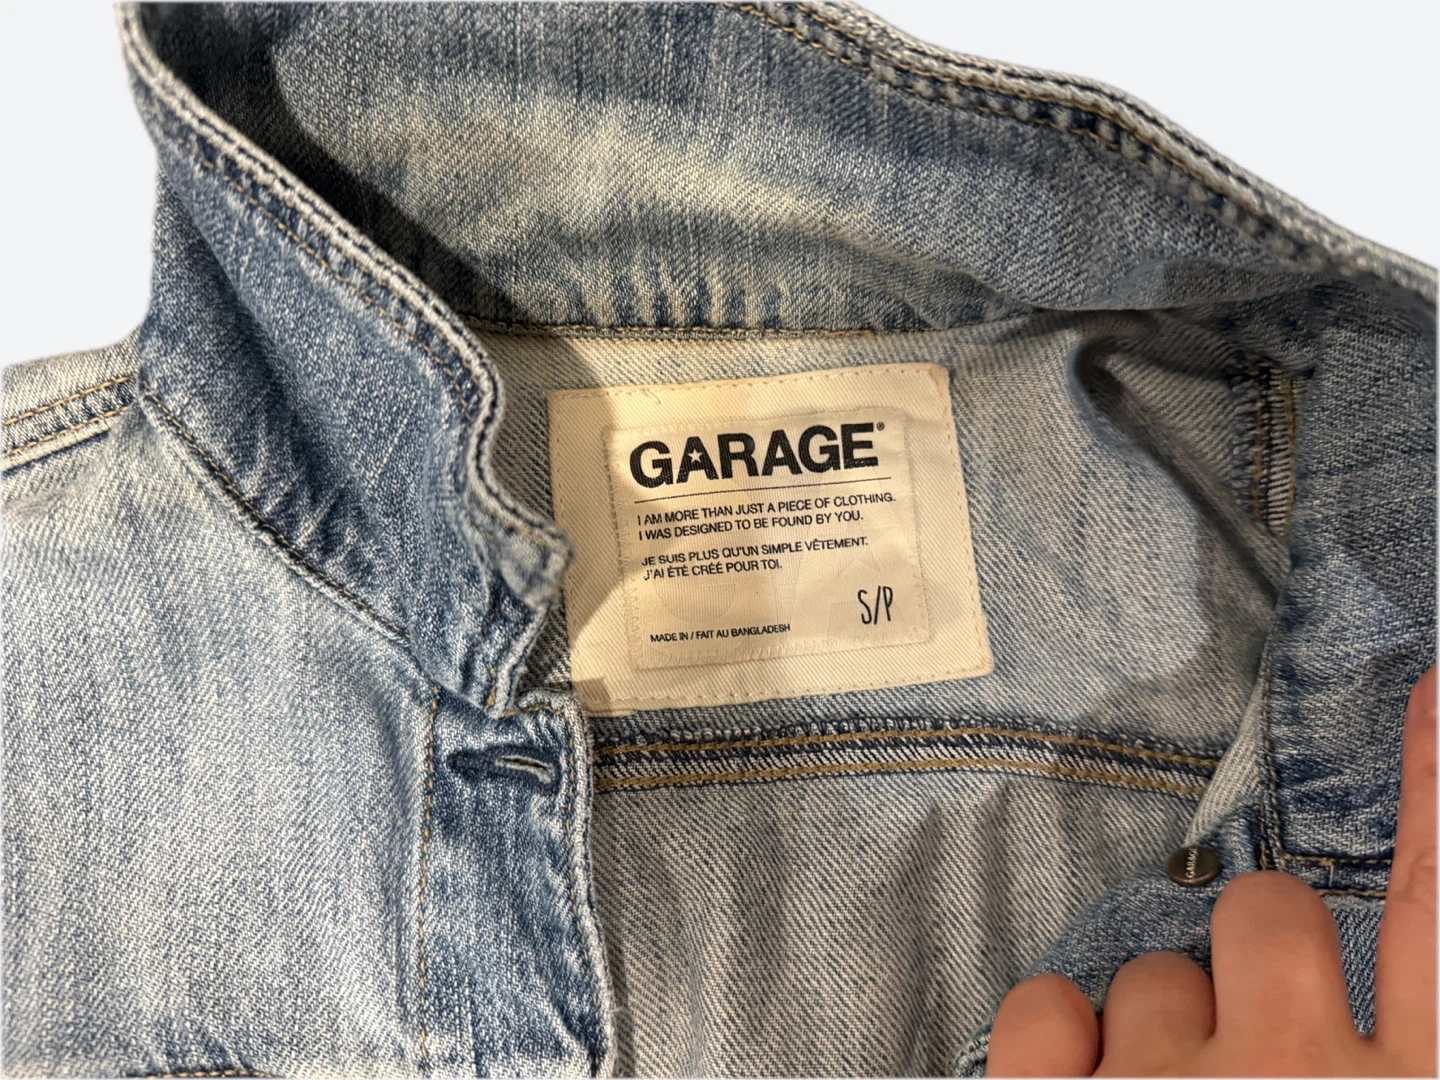 GARAGE®
I AM MORE THAN JUST A PIECE OF CLOTHING.
I WAS DESIGNED TO BE FOUND BY YOU.
JE SUIS PLUS QU'UN SIMPLE VÊTEMENT.
J'AI ÉTÉ CRÉÉ POUR TOI.
S/P
MADE IN / FAIT AU BANGLADESH
GARAGE